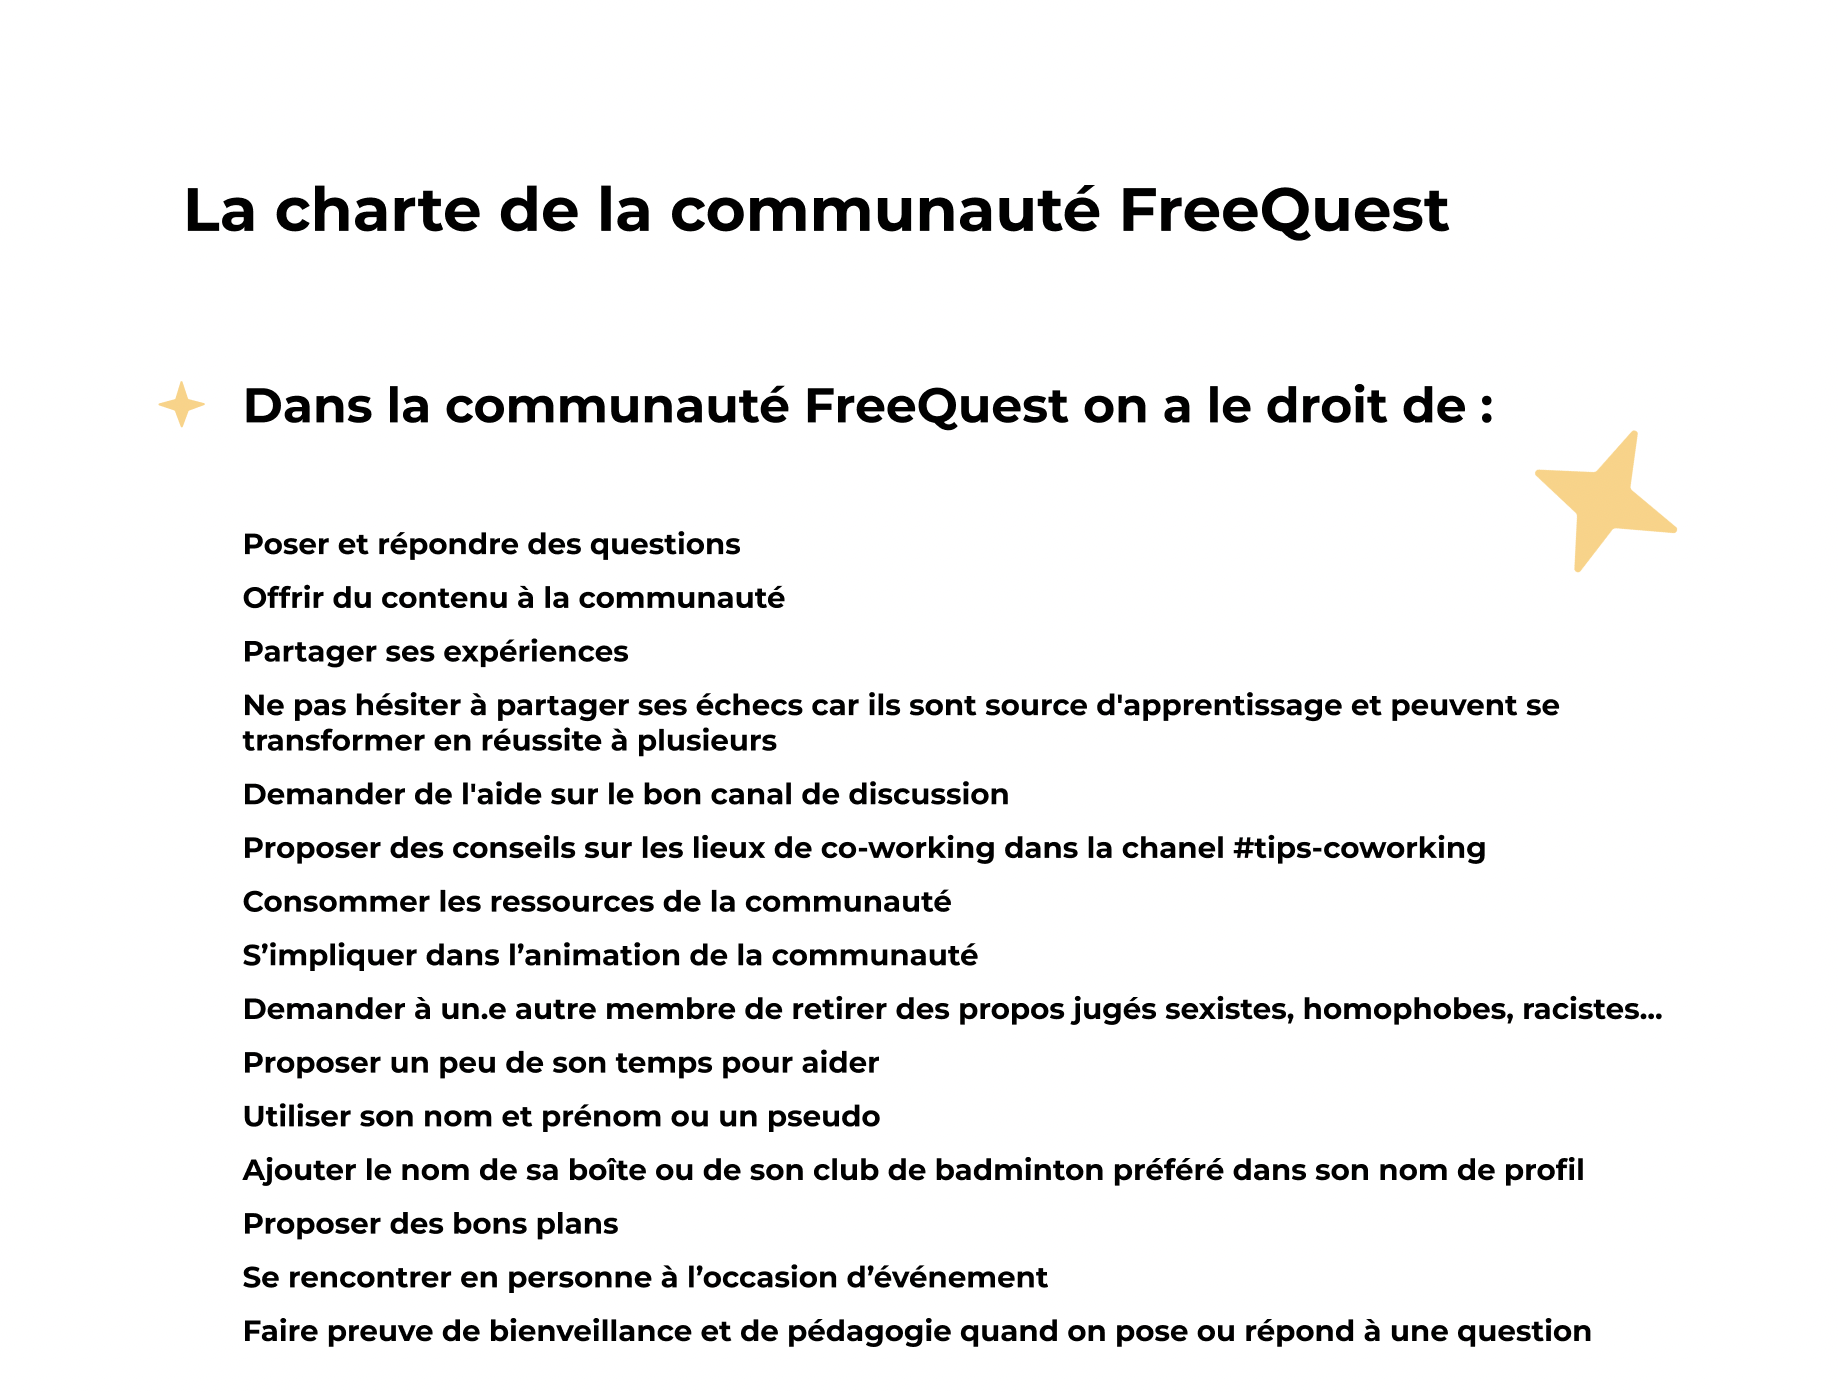 La charte de la communauté FreeQuest
Dans la communauté FreeQuest on a le droit de :
Poser et répondre des questions
Offrir du contenu à la communauté
Partager ses expériences
Ne pas hésiter à partager ses échecs car ils sont source d'apprentissage et peuvent se
transformer en réussite à plusieurs
Demander de l'aide sur le bon canal de discussion
Proposer des conseils sur les lieux de co-working dans la chanel #tips-coworking
Consommer les ressources de la communauté
S’impliquer dans l’animation de la communauté
Demander à un.e autre membre de retirer des propos jugés sexistes, homophobes, racistes...
Proposer un peu de son temps pour aider
Utiliser son nom et prénom ou un pseudo
Ajouter le nom de sa boîte ou de son club de badminton préféré dans son nom de profil
Proposer des bons plans
Se rencontrer en personne à l’occasion d’événement
Faire preuve de bienveillance et de pédagogie quand on pose ou répond à une question